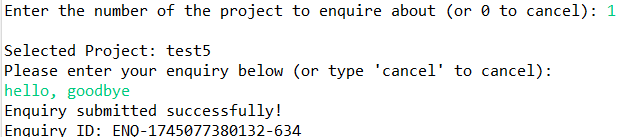 Enter the number of the project to enquire about (or 0 to cancel): 1
Selected Project: test5
Please enter your enquiry below (or type 'cancel' to cancel):
hello, goodbye
Enquiry submitted successfully!
Enquiry ID: ENQ-1745077380132-634